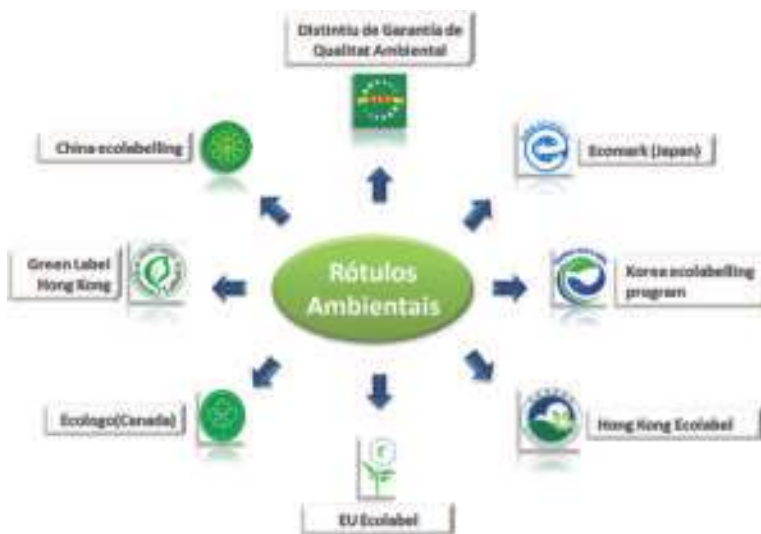 Distintiu de Garantia de
Qualitat Ambiental
China ecolabelling
Ecomark (Japan)
Green Label
Hong Kong
Rótulos
Ambientais
Korea ecolabelling
program
Ecologo(Canada)
Hong Kong Ecolabel
EU Ecolabel